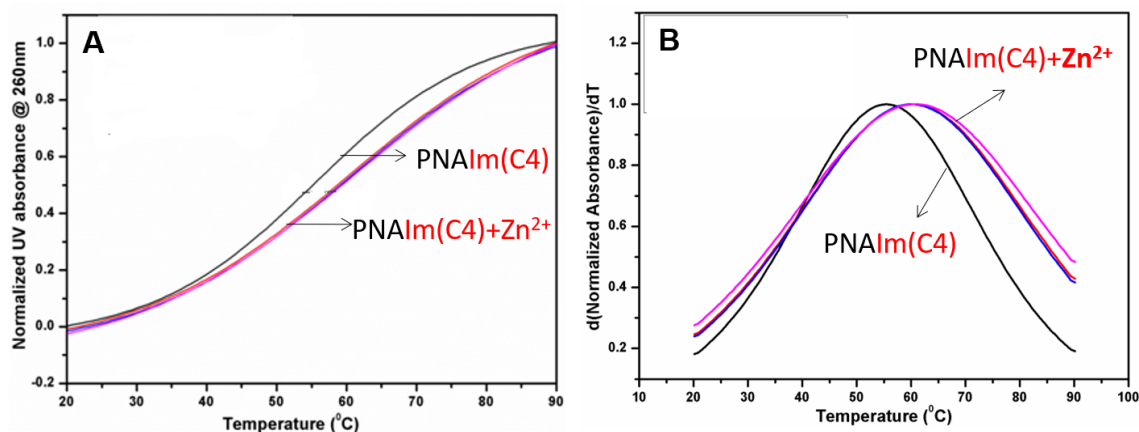 A
Normalized UV absorbance @ 260nm
1.0
0.8
0.6
0.4
0.2
0.0
-0.2
PNAIm(C4)
PNAIm(C4)+Zn²⁺
20 30 40 50 60 70 80 90
Temperature (⁰C)
B
d(Normalized Absorbance)/dT
1.0
0.8
0.6
0.4
0.2
PNAIm(C4)+Zn²⁺
PNAIm(C4)
10 20 30 40 50 60 70 80 90 100
Temperature (⁰C)